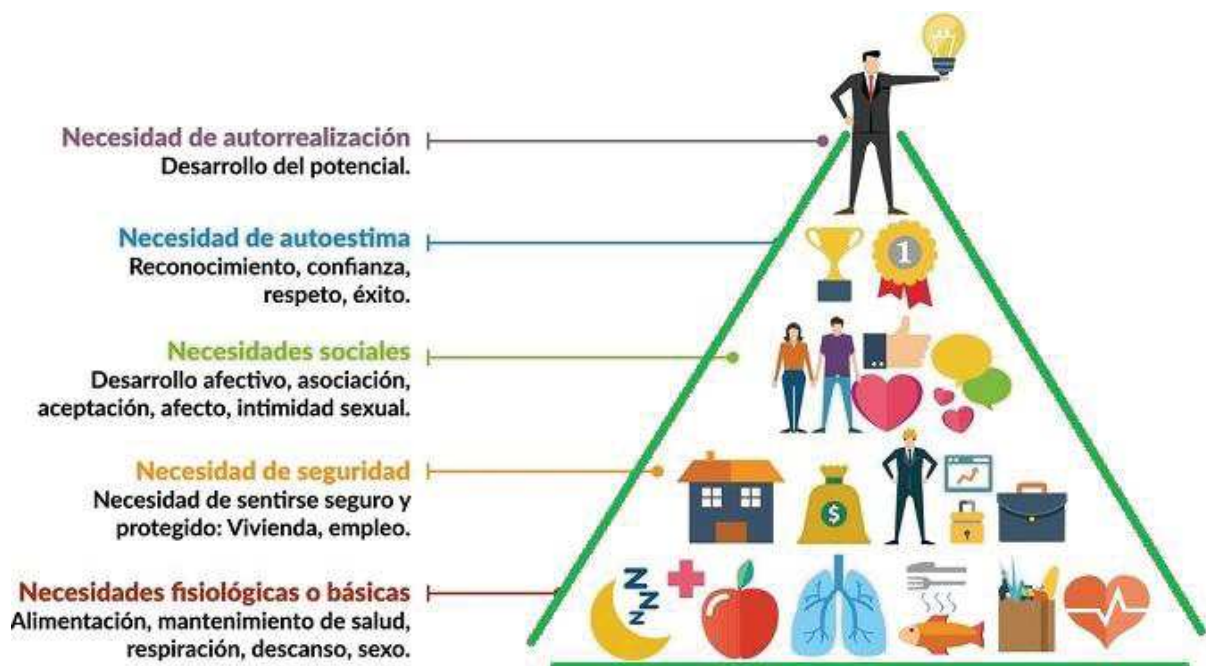 Necesidad de autorrealización
Desarrollo del potencial.
Necesidad de autoestima
Reconocimiento, confianza,
respeto, éxito.
1
Necesidades sociales
Desarrollo afectivo, asociación,
aceptación, afecto, intimidad sexual.
Necesidad de seguridad
Necesidad de sentirse seguro y
protegido: Vivienda, empleo.
$
Necesidades fisiológicas o básicas
Alimentación, mantenimiento de salud,
respiración, descanso, sexo.
Z
Z
Z